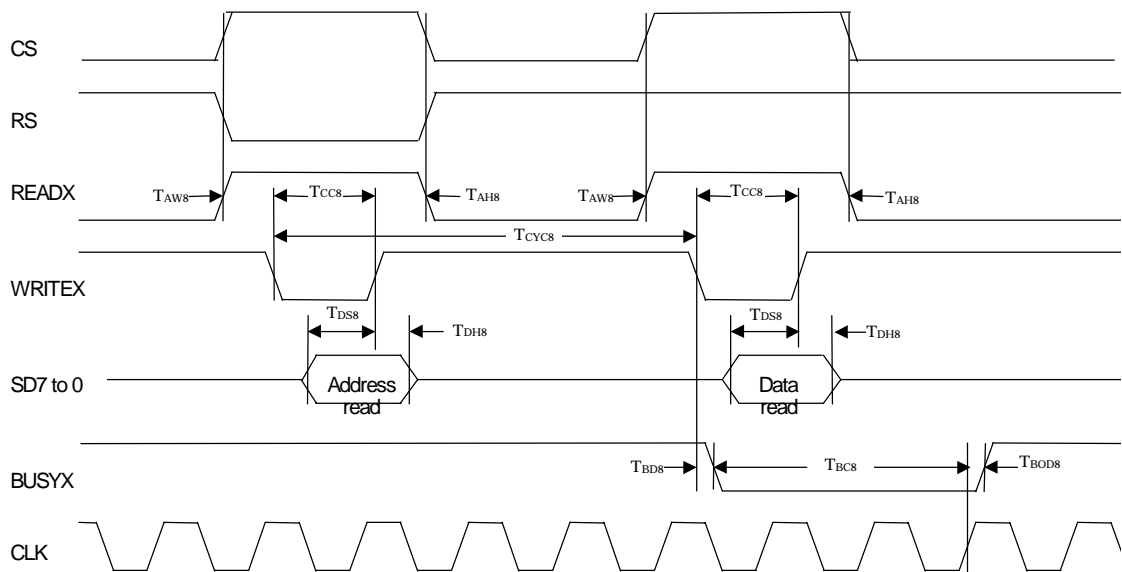 CS
RS
READX
TAW8
TCC8
TAH8
TAW8
TCC8
TAH8
TCYC8
WRITEX
TDS8
TDH8
TDS8
TDH8
SD7 to 0
Address
read
Data
read
BUSYX
TBD8
TBC8
TBOD8
CLK